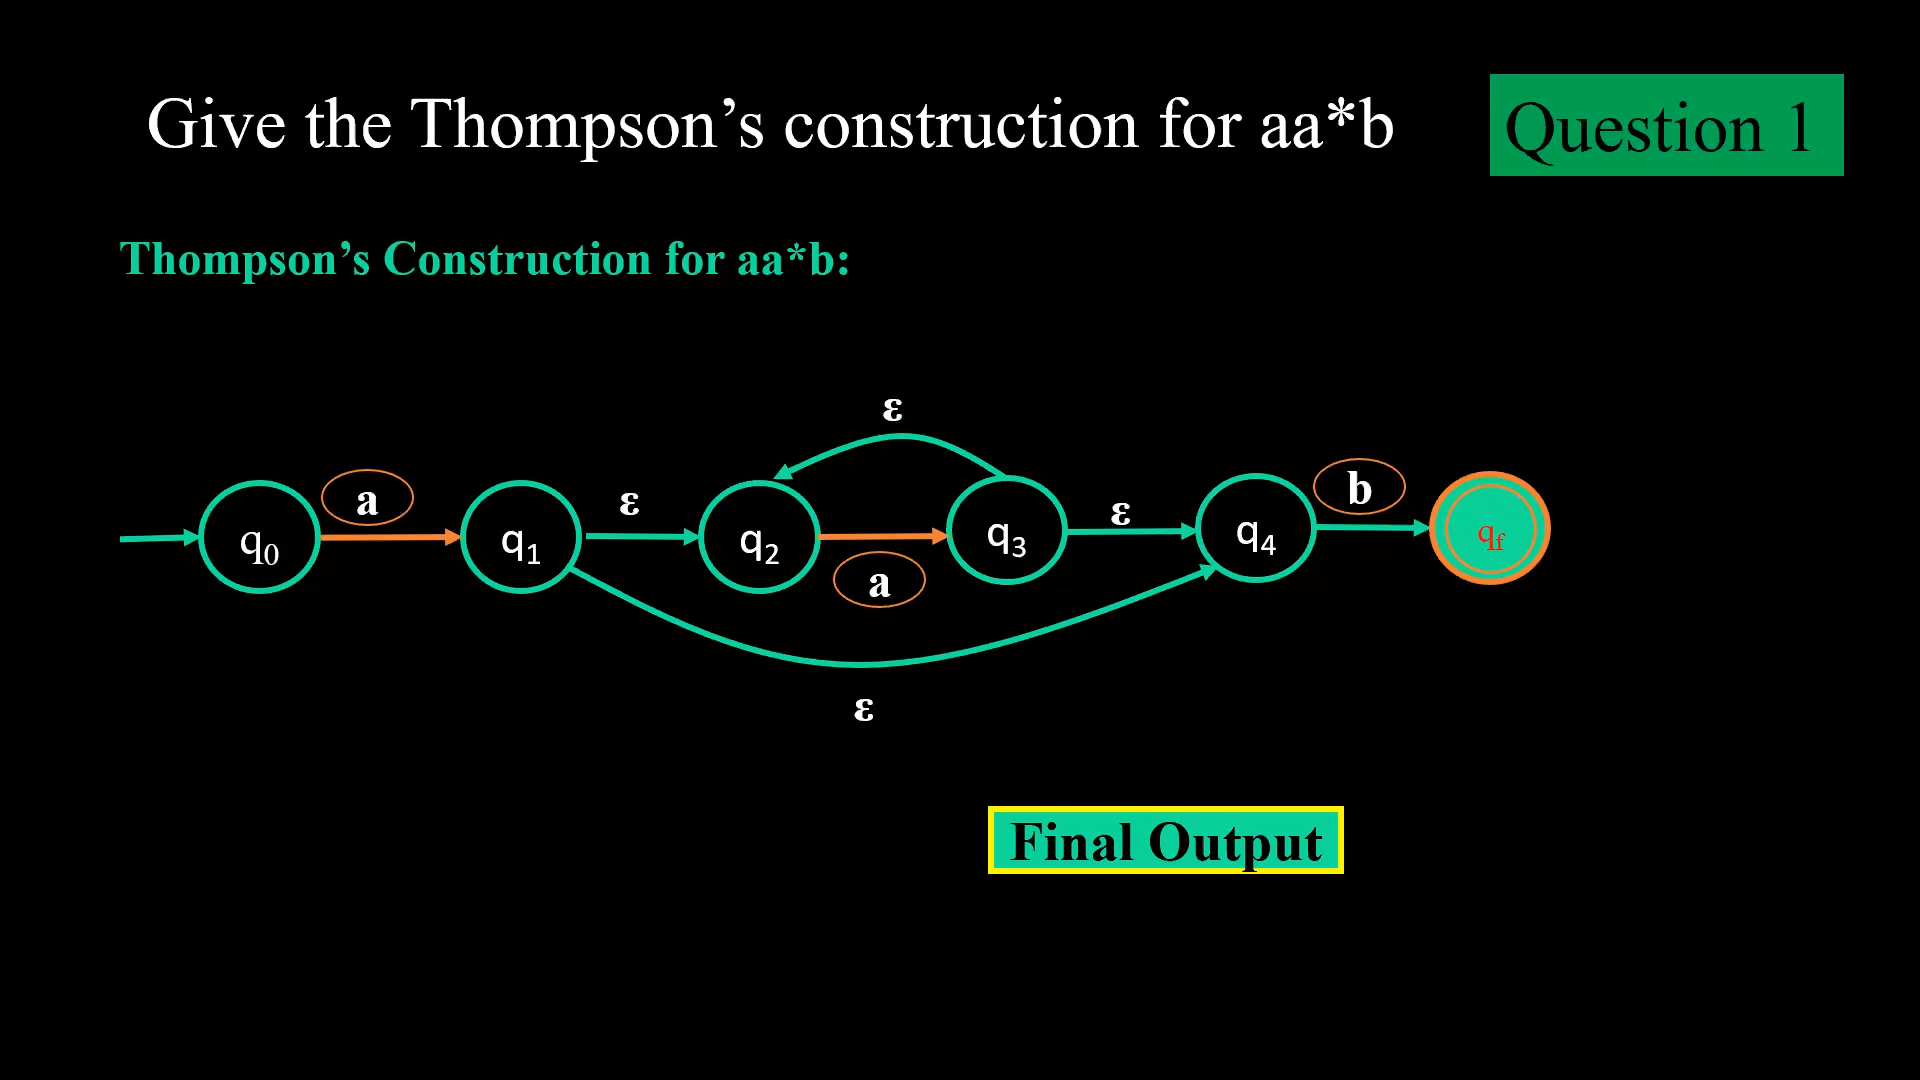 Give the Thompson’s construction for aa*b
Question 1
Thompson’s Construction for aa*b:
ε
a
ε
ε
b
q0
q1
q2
q3
q4
qf
a
ε
Final Output